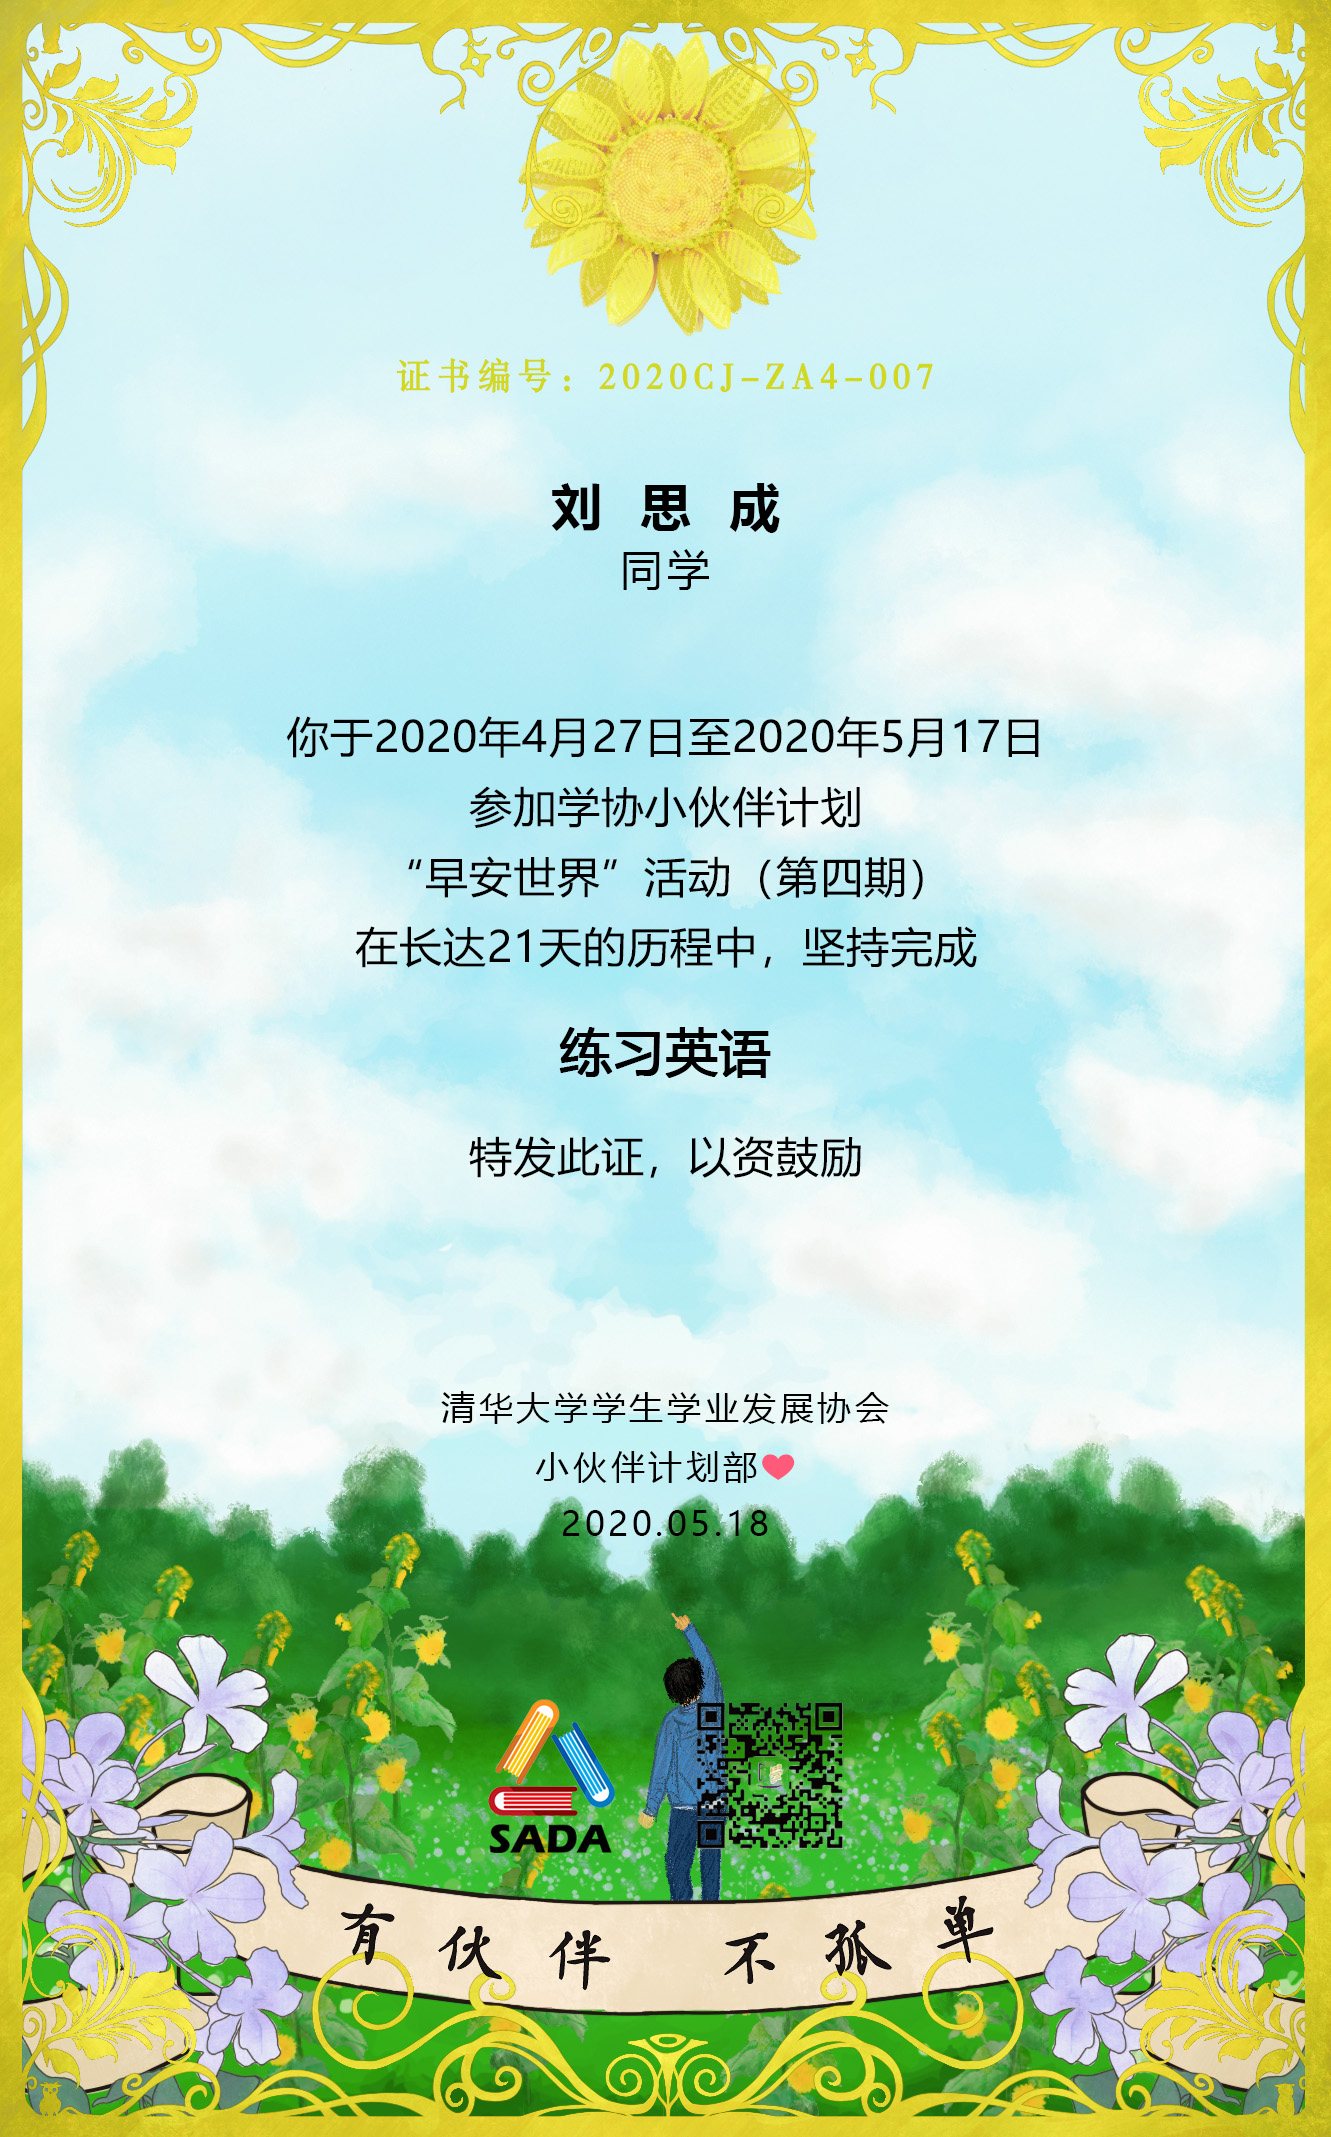 证书编号：2020CJ-ZA4-007
刘 思 成
同学
你于2020年4月27日至2020年5月17日
参加学协小伙伴计划
“早安世界”活动（第四期）
在长达21天的历程中，坚持完成
练习英语
特发此证，以资鼓励
清华大学学生学业发展协会
小伙伴计划部
2020.05.18
SADA
有伙伴 不孤单